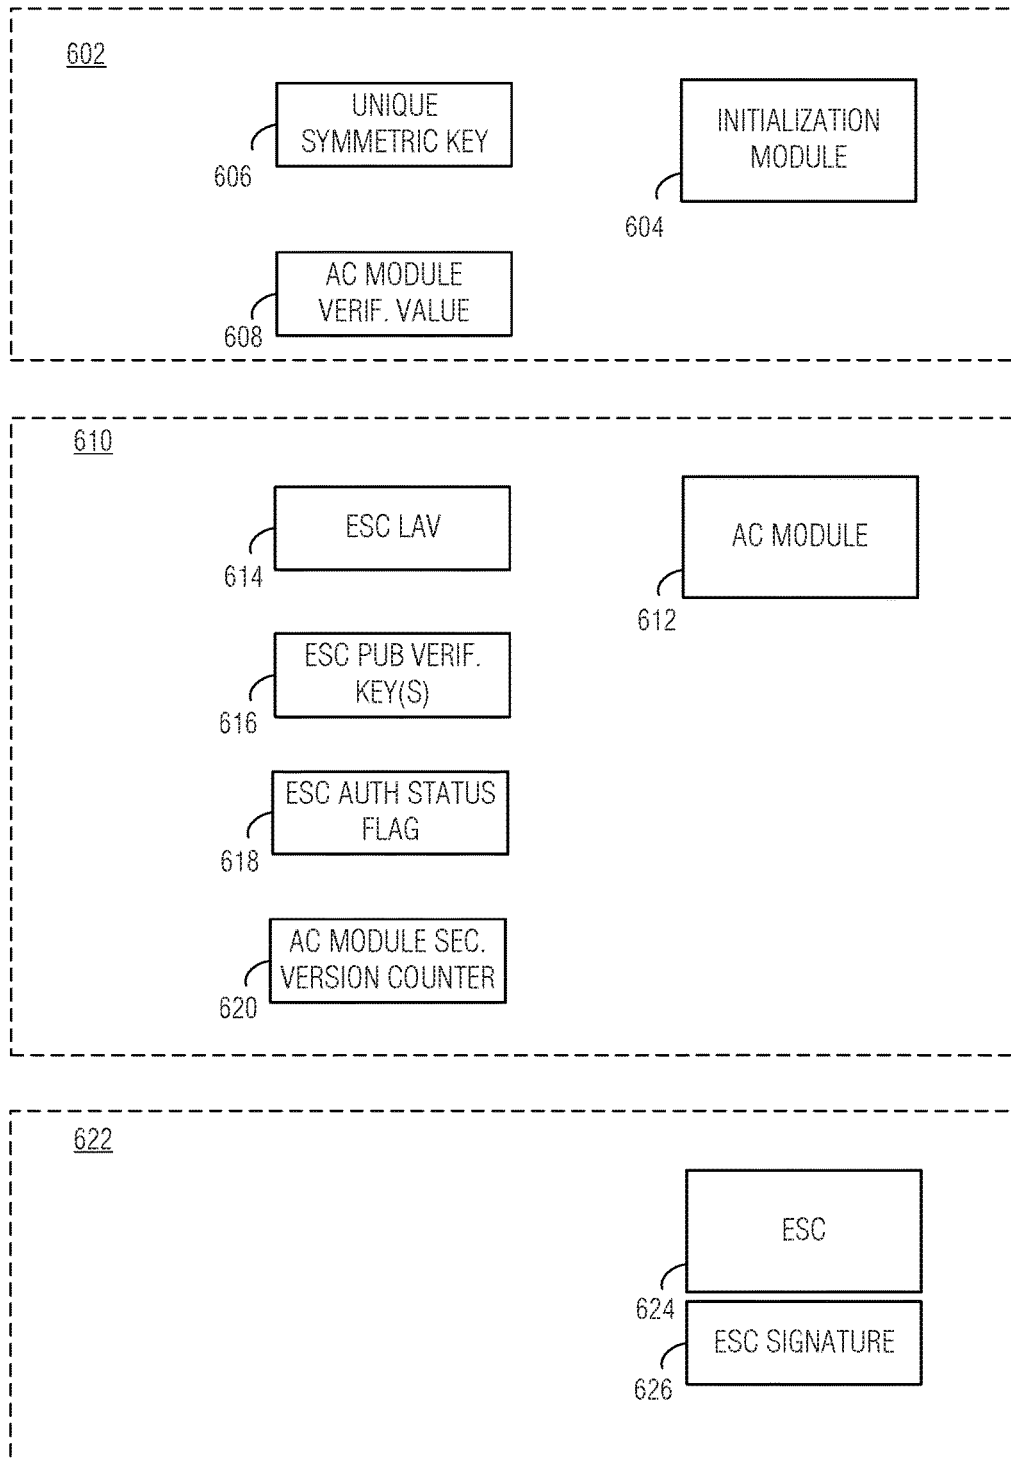 602
UNIQUE
SYMMETRIC KEY
606
INITIALIZATION
MODULE
604
AC MODULE
VERIF. VALUE
608
610
ESC LAV
614
AC MODULE
612
ESC PUB VERIF.
KEY(S)
616
ESC AUTH STATUS
FLAG
618
AC MODULE SEC.
VERSION COUNTER
620
622
ESC
624
ESC SIGNATURE
626